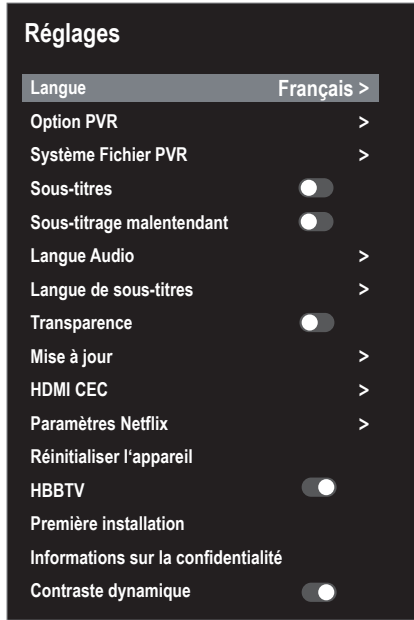 Réglages
Langue Français >
Option PVR >
Système Fichier PVR >
Sous-titres
Sous-titrage malentendant
Langue Audio >
Langue de sous-titres >
Transparence
Mise à jour >
HDMI CEC >
Paramètres Netflix >
Réinitialiser l‘appareil
HBBTV
Première installation
Informations sur la confidentialité
Contraste dynamique